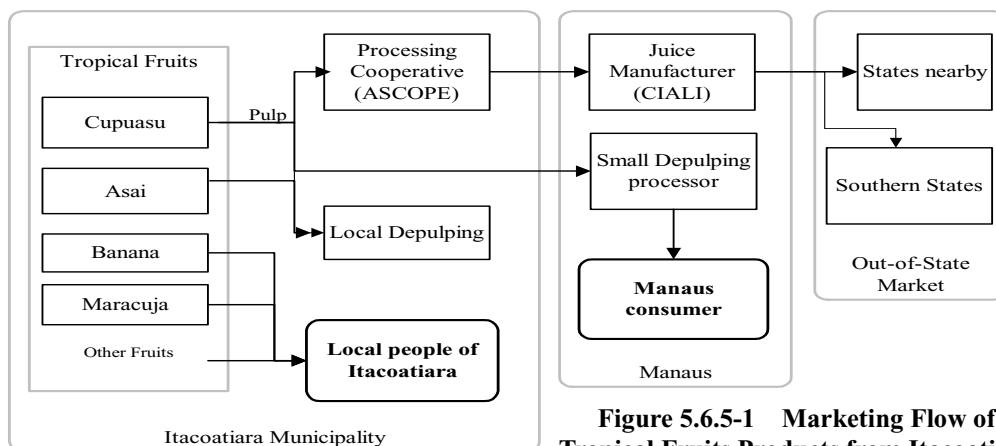 Tropical Fruits
Cupuasu
Asai
Banana
Maracuja
Other Fruits
Pulp
Processing
Cooperative
(ASCOPE)
Local Depulping
Local people of
Itacoatiara
Itacoatiara Municipality
Juice
Manufacturer
(CIALI)
Small Depulping
processor
Manaus
consumer
Manaus
States nearby
Southern States
Out-of-State
Market
Figure 5.6.5-1 Marketing Flow of
Tropical Fruits Products from